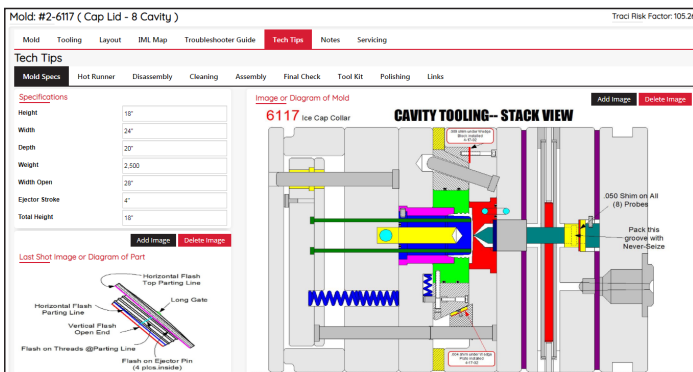 Mold: #2-6117 ( Cap Lid - 8 Cavity )
Traci Risk Factor: 105.26
Mold Tooling Layout IML Map Troubleshooter Guide Tech Tips Notes Servicing
Tech Tips
Mold Specs Hot Runner Disassembly Cleaning Assembly Final Check Tool Kit Polishing Links
Specifications
Height 18"
Width 24"
Depth 20"
Weight 2,500
Width Open 28"
Ejector Stroke 4"
Total Height 18"
Add Image Delete Image
Last Shot Image or Diagram of Part
Horizontal Flash
Top Parting Line
Long Gate
Horizontal Flash
Parting Line
Vertical Flash
Open End
Flash on Threads @Parting Line
Flash on Ejector Pin
(4 plcs.inside)
Image or Diagram of Mold
Add Image Delete Image
6117 Ice Cap Collar
CAVITY TOOLING-- STACK VIEW
.050 Shim on All
(8) Probes
Pack this
groove with
Never-Seize